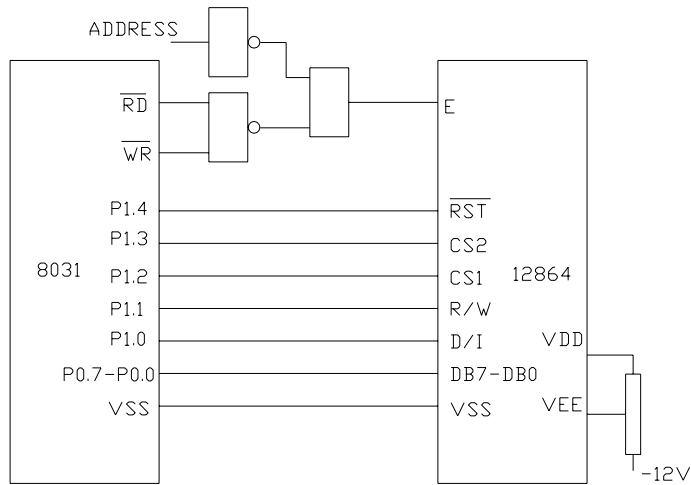 ADDRESS
RD
WR
E
P1.4
RST
P1.3
CS2
8031
P1.2
CS1
12864
P1.1
R/W
P1.0
D/I
VDD
P0.7-P0.0
DB7-DB0
VSS
VSS
VEE
-12V